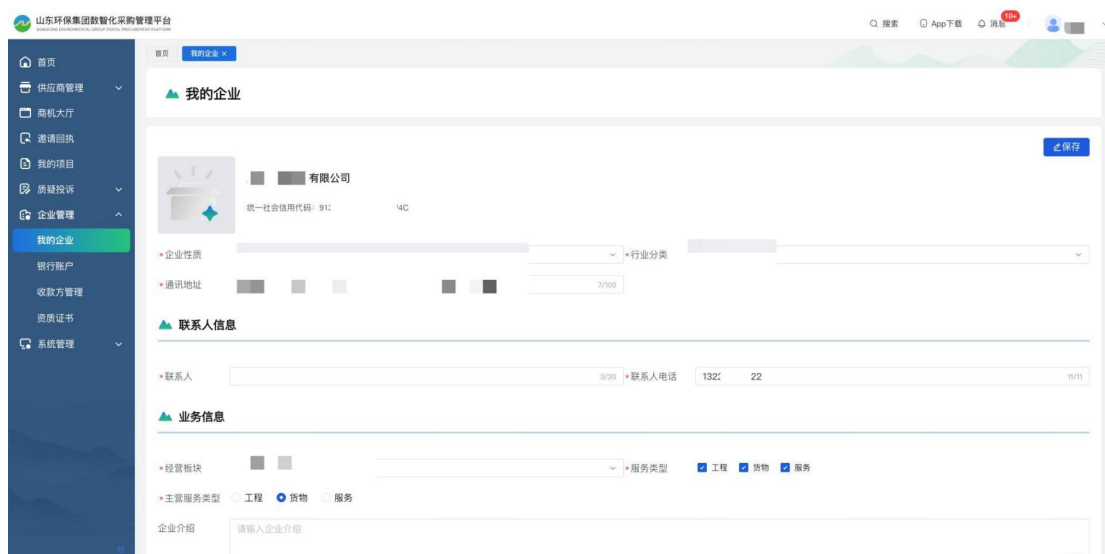 山东环保集团数智化采购管理平台
搜索 App下载 消息 10+
首页 我的企业 ×
首页
供应商管理
商机大厅
邀请回执
我的项目
质疑投诉
企业管理
我的企业
银行账户
收款方管理
资质证书
系统管理
我的企业
保存
有限公司
统一社会信用代码：
*企业性质 *行业分类
*通讯地址 7/100
联系人信息
*联系人 3/20 *联系人电话 132 22 11/11
业务信息
*经营板块 *服务类型 工程 货物 服务
*主营服务类型 工程 货物 服务
企业介绍 请输入企业介绍